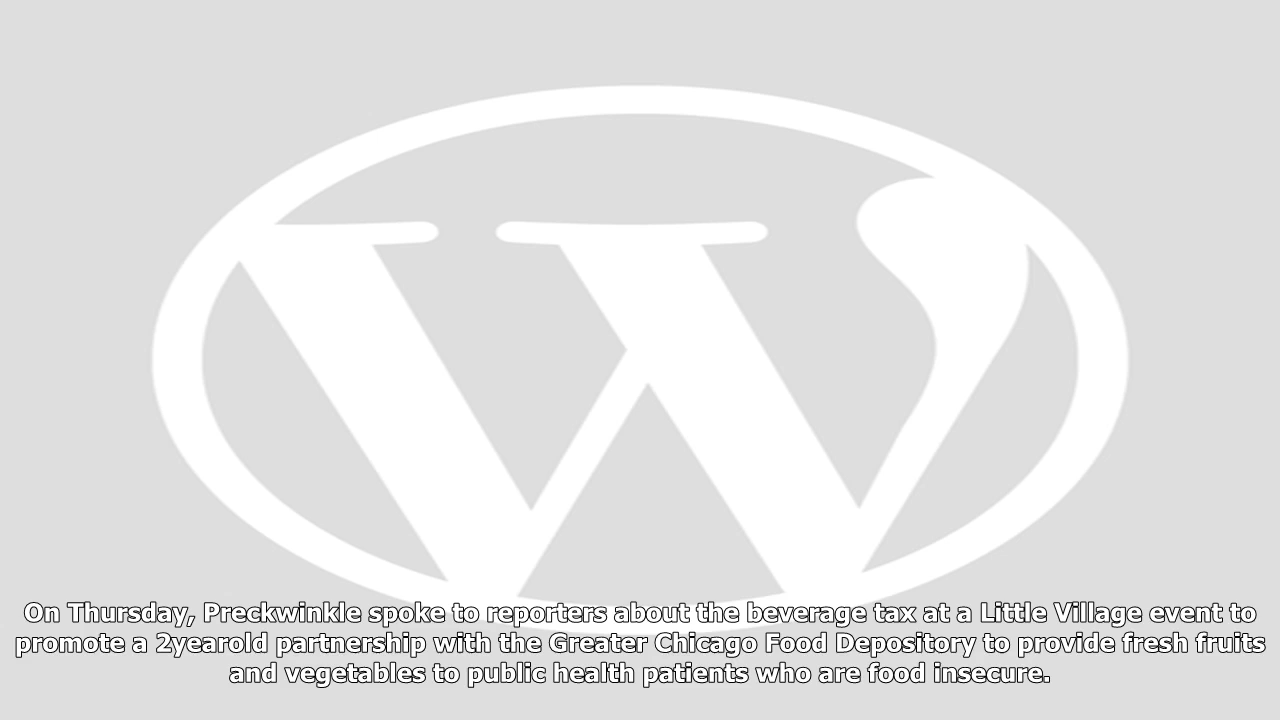 On Thursday, Preckwinkle spoke to reporters about the beverage tax at a Little Village event to
promote a 2yearold partnership with the Greater Chicago Food Depository to provide fresh fruits
and vegetables to public health patients who are food insecure.